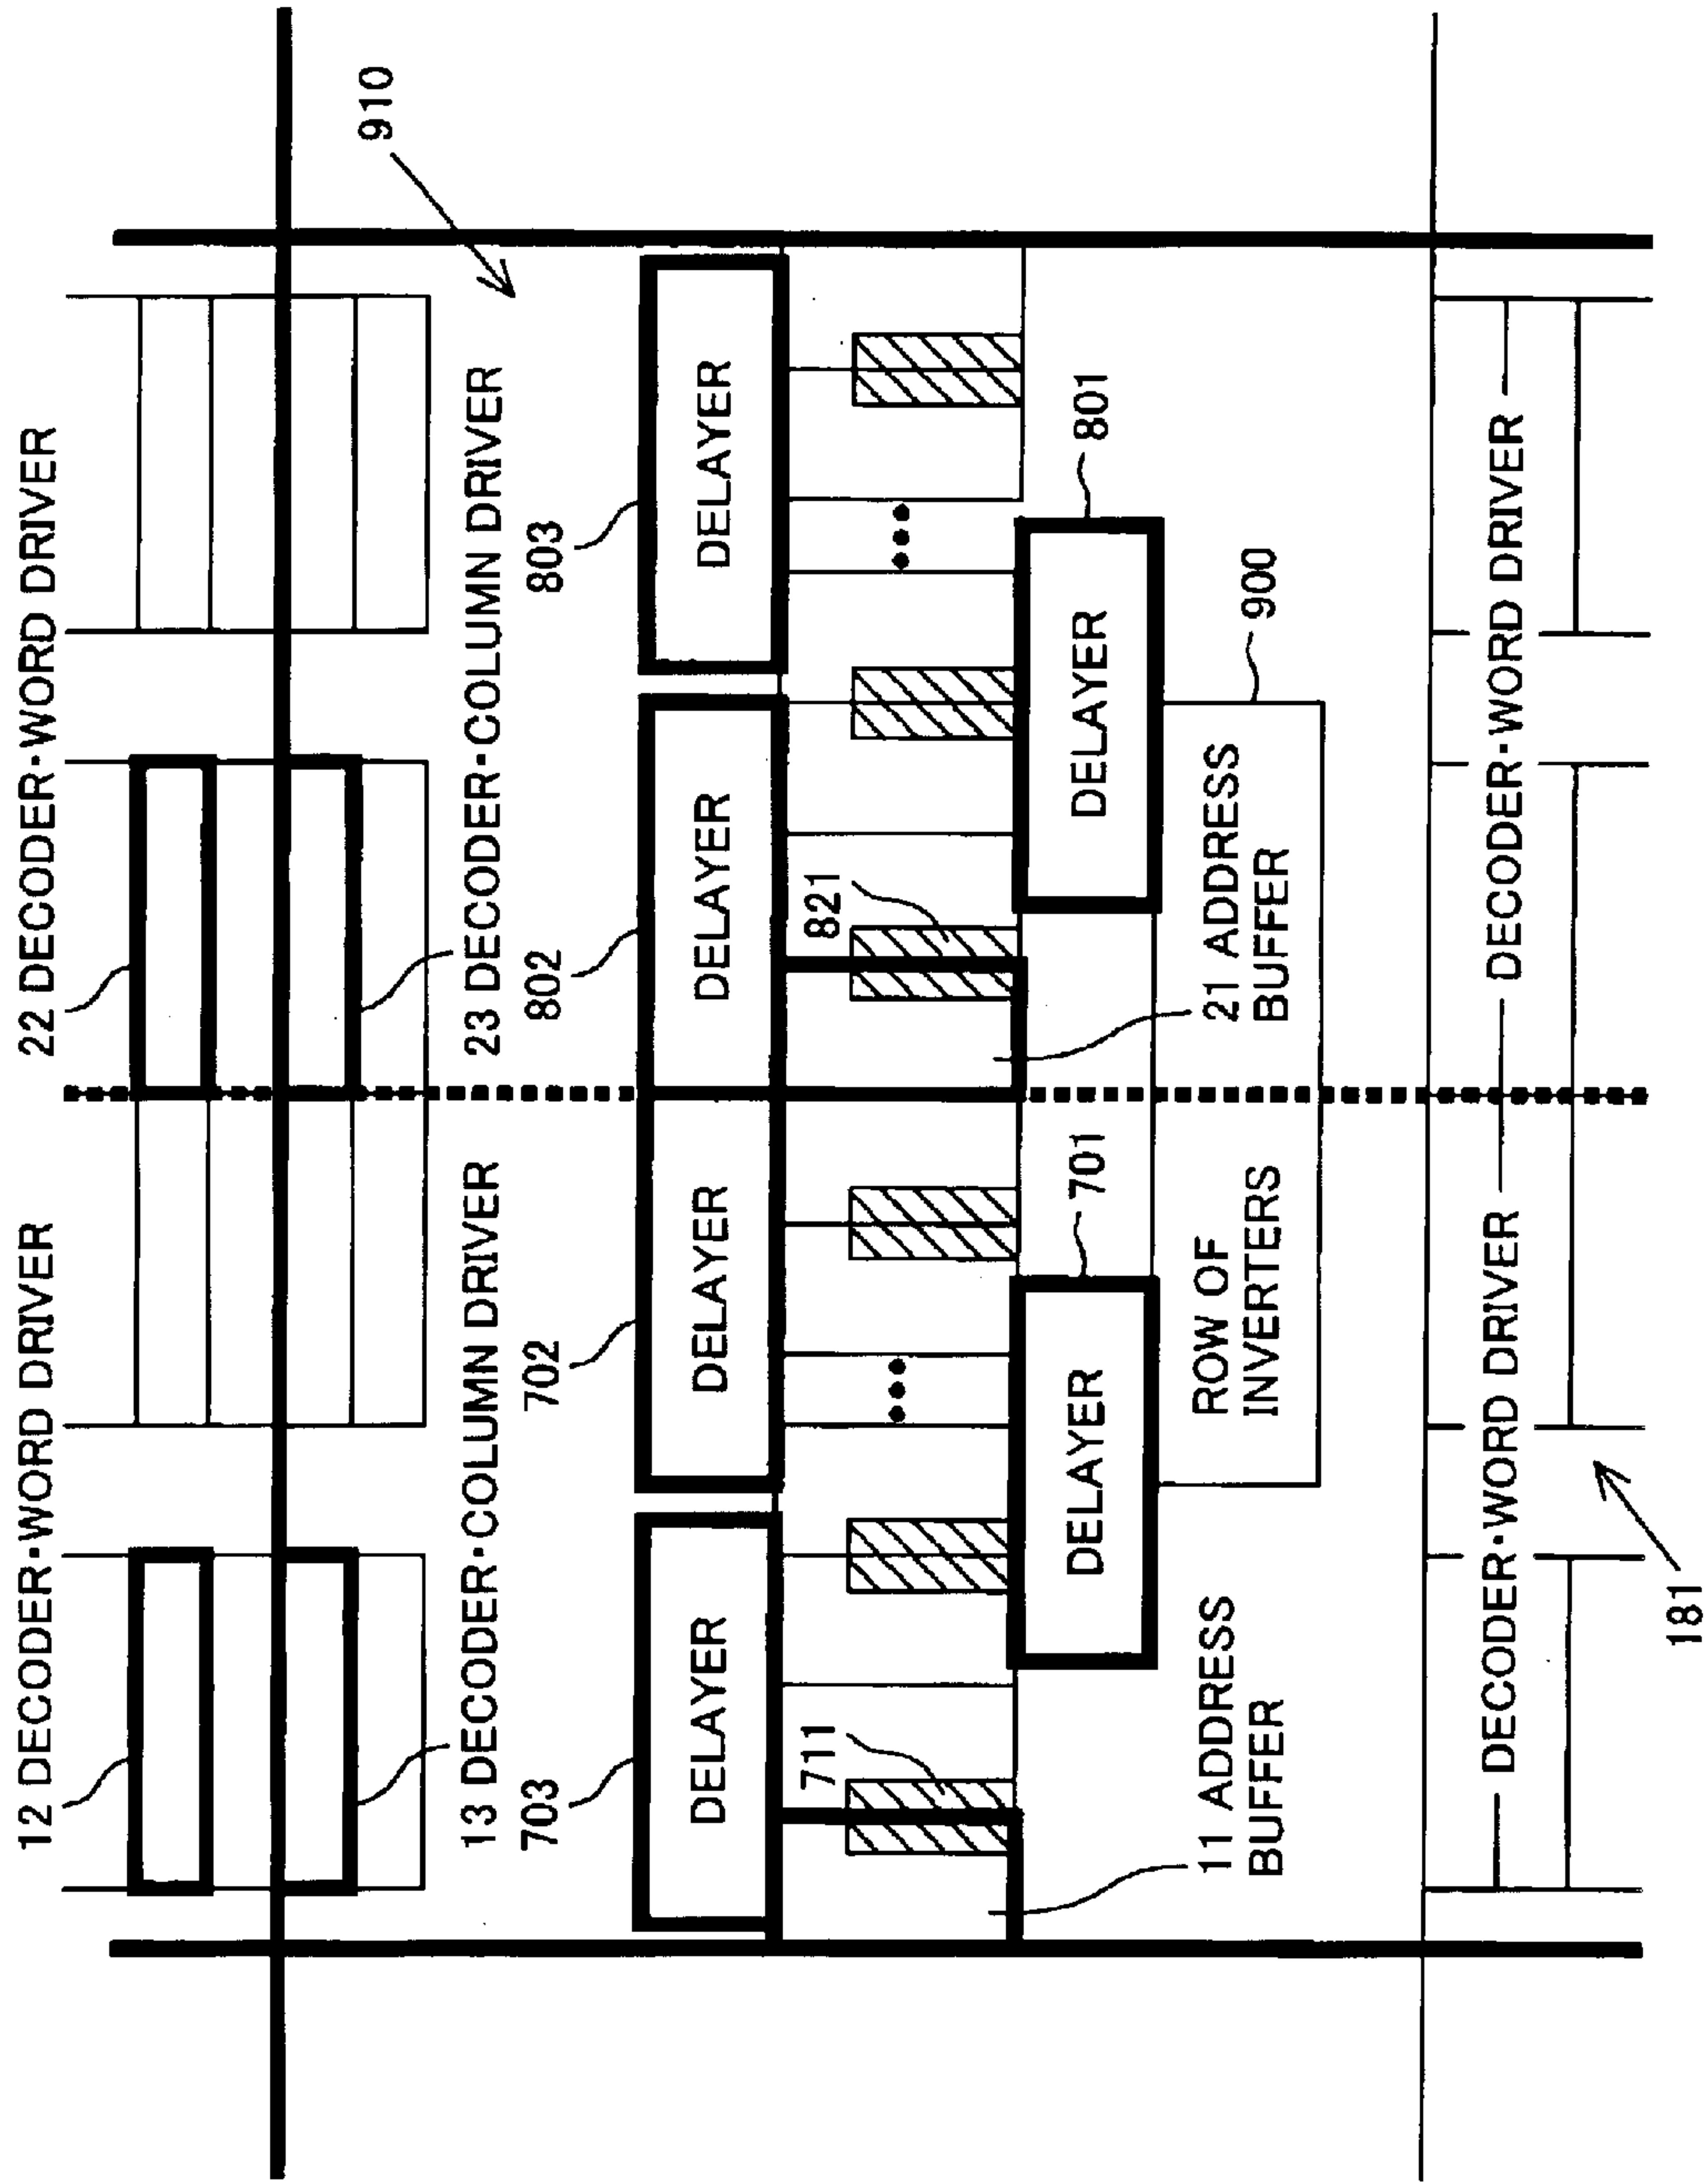 12 DECODER·WORD DRIVER
22 DECODER·WORD DRIVER
910
13 DECODER·COLUMN DRIVER
23 DECODER·COLUMN DRIVER
703
702
802
803
DELAYER
DELAYER
DELAYER
DELAYER
711
821
•••
•••
701
801
DELAYER
DELAYER
11 ADDRESS
BUFFER
21 ADDRESS
BUFFER
ROW OF
INVERTERS
900
DECODER·WORD DRIVER
DECODER·WORD DRIVER
181